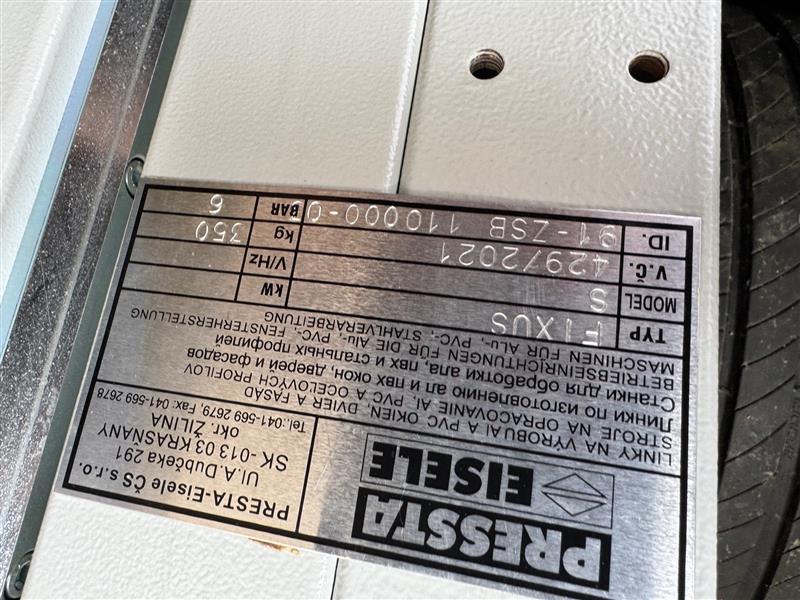 PRESSTA
EISELE
PRESTA-Eisele ČS s.r.o.
Ul.A.Dubčeka 291
SK -013 03 KRASŇANY
okr. ŽILINA
Tel.:041-569 2679, Fax: 041-569 2678
LINKY NA VÝROBU Al A PVC OKIEN, DVIER A FASÁD
STROJE NA OPRACOVANIE Al, PVC A OCEĽOVÝCH PROFILOV
Линки по изготовлению ал и пвх окон, дверей и фасадов
Станки для обработки ала, пвх и стальных профилей
BETRIEBSEINRICHTUNGEN FÜR DIE Alu-, PVC-, FENSTERHERSTELLUNG
MASCHINEN FÜR ALU-, PVC-, STAHLVERARBEITUNG
TYP FIXUS
MODEL S kW
V.Č. 429/2021 V/Hz
ID. 91-ZSB 110000-00 kg 350
BAR 6